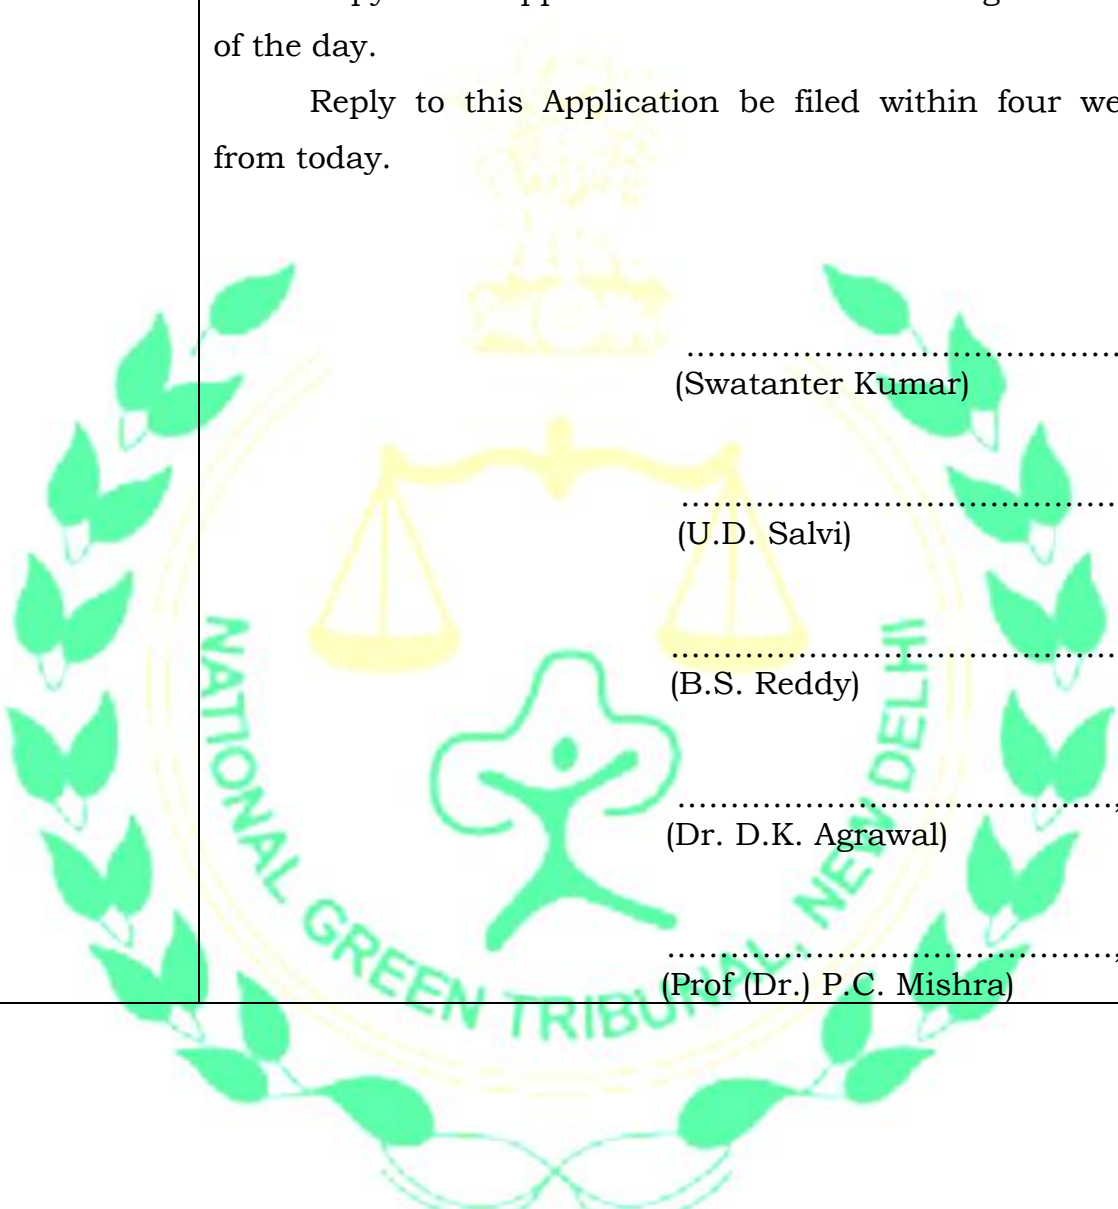 of the day.
Reply to this Application be filed within four we
from today.
……………………………………
(Swatanter Kumar)
……………………………………
(U.D. Salvi)
……………………………………
(B.S. Reddy)
……………………………………,
(Dr. D.K. Agrawal)
……………………………………,
(Prof (Dr.) P.C. Mishra)
NATIONAL GREEN TRIBUNAL, NEW DELHI